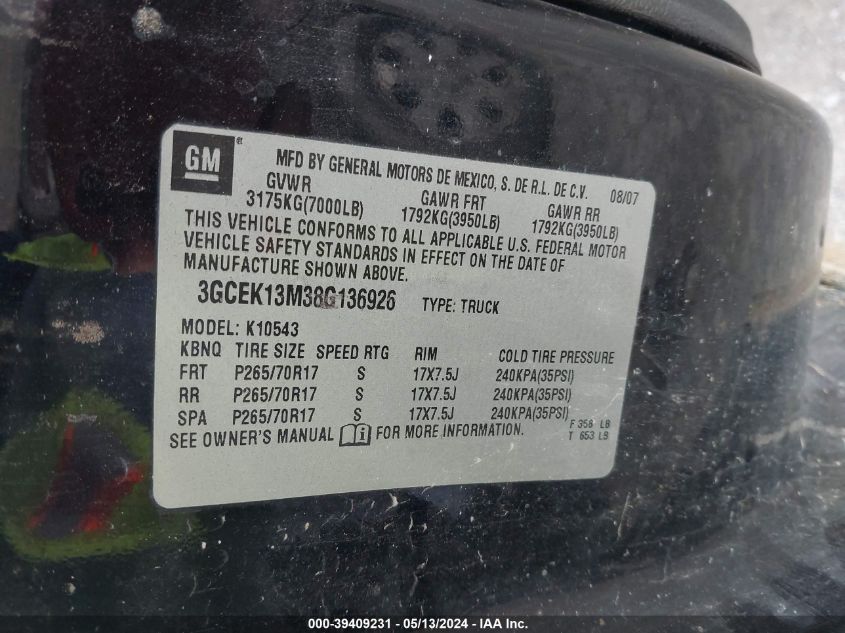 GM®
MFD BY GENERAL MOTORS DE MEXICO, S. DE R.L. DE C.V. 08/07
GVWR GAWR FRT GAWR RR
3175KG(7000LB) 1792KG(3950LB) 1792KG(3950LB)
THIS VEHICLE CONFORMS TO ALL APPLICABLE U.S. FEDERAL MOTOR
VEHICLE SAFETY STANDARDS IN EFFECT ON THE DATE OF
MANUFACTURE SHOWN ABOVE.
3GCEK13M38G136926 TYPE: TRUCK
MODEL: K10543
KBNQ TIRE SIZE SPEED RTG RIM COLD TIRE PRESSURE
FRT P265/70R17 S 17X7.5J 240KPA(35PSI)
RR P265/70R17 S 17X7.5J 240KPA(35PSI)
SPA P265/70R17 S 17X7.5J 240KPA(35PSI)
SEE OWNER'S MANUAL FOR MORE INFORMATION.
F 356 LB
T 653 LB
000-39409231 - 05/13/2024 - IAA Inc.